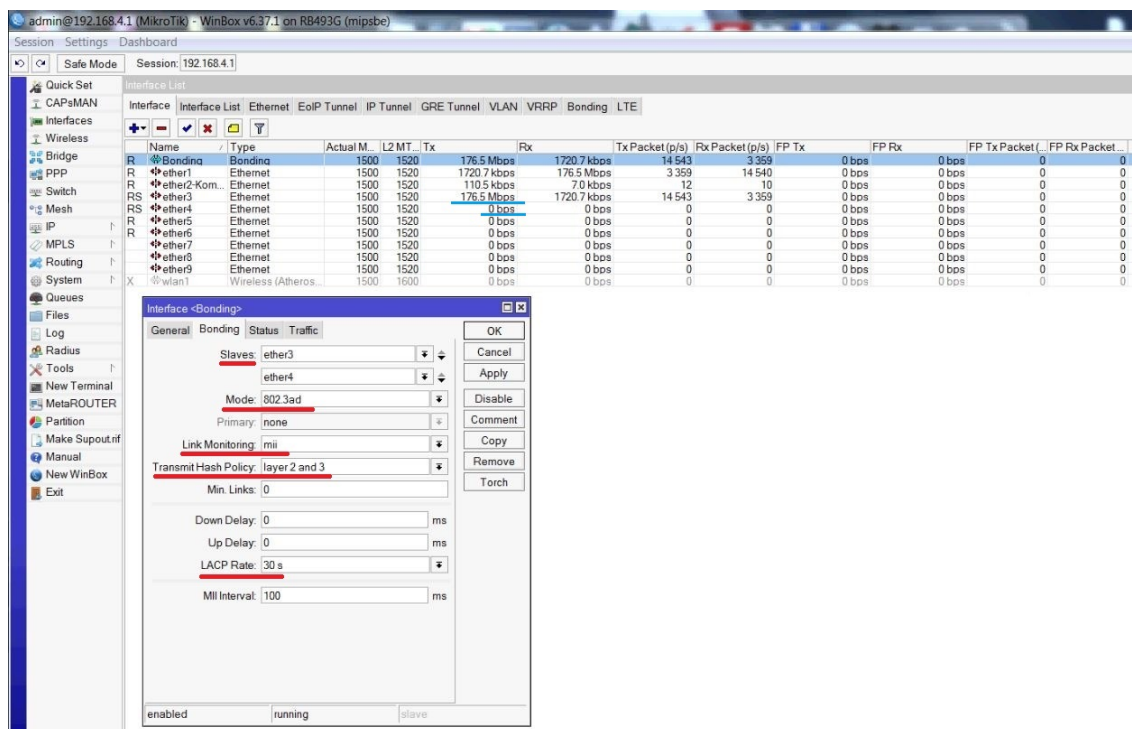 admin@192.168.4.1 (MikroTik) - WinBox v6.37.1 on RB493G (mipsbe)
Session Settings Dashboard
Safe Mode Session: 192.168.4.1
Quick Set
CAPsMAN
Interfaces
Wireless
Bridge
PPP
Switch
Mesh
IP
MPLS
Routing
System
Queues
Files
Log
Radius
Tools
New Terminal
MetaROUTER
Partition
Make Supout.rif
Manual
New WinBox
Exit
Interface List
Interface Interface List Ethernet EoIP Tunnel IP Tunnel GRE Tunnel VLAN VRRP Bonding LTE
Name / Type Actual M... L2 MT... Tx Rx Tx Packet (p/s) Rx Packet (p/s) FP Tx FP Rx FP Tx Packet (... FP Rx Packet ...
R Bonding Bonding 1500 1520 176.5 Mbps 1720.7 kbps 14 543 3 359 0 bps 0 bps 0 0
R ether1 Ethernet 1500 1520 1720.7 kbps 176.5 Mbps 3 359 14 540 0 bps 0 bps 0 0
R ether2-Kom... Ethernet 1500 1520 110.5 kbps 7.0 kbps 12 10 0 bps 0 bps 0 0
RS ether3 Ethernet 1500 1520 176.5 Mbps 1720.7 kbps 14 543 3 359 0 bps 0 bps 0 0
RS ether4 Ethernet 1500 1520 0 bps 0 bps 0 0 0 bps 0 bps 0 0
R ether5 Ethernet 1500 1520 0 bps 0 bps 0 0 0 bps 0 bps 0 0
R ether6 Ethernet 1500 1520 0 bps 0 bps 0 0 0 bps 0 bps 0 0
ether7 Ethernet 1500 1520 0 bps 0 bps 0 0 0 bps 0 bps 0 0
ether8 Ethernet 1500 1520 0 bps 0 bps 0 0 0 bps 0 bps 0 0
ether9 Ethernet 1500 1520 0 bps 0 bps 0 0 0 bps 0 bps 0 0
X wlan1 Wireless (Atheros... 1500 1600 0 bps 0 bps 0 0 0 bps 0 bps 0 0
Interface <Bonding>
General Bonding Status Traffic
Slaves: ether3
ether4
Mode: 802.3ad
Primary: none
Link Monitoring: mii
Transmit Hash Policy: layer 2 and 3
Min. Links: 0
Down Delay: 0 ms
Up Delay: 0 ms
LACP Rate: 30 s
MII Interval: 100 ms
OK
Cancel
Apply
Disable
Comment
Copy
Remove
Torch
enabled running slave